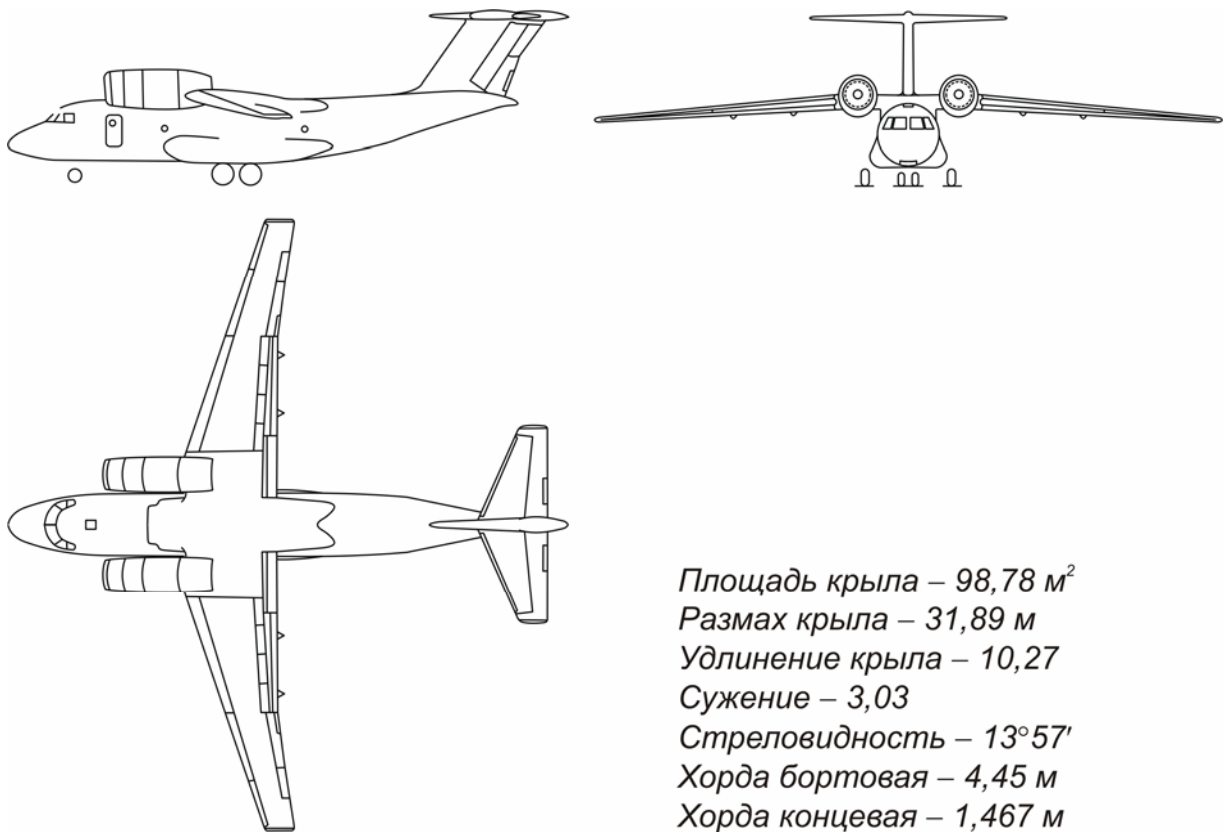 Площадь крыла – 98,78 м²
Размах крыла – 31,89 м
Удлинение крыла – 10,27
Сужение – 3,03
Стреловидность – 13°57′
Хорда бортовая – 4,45 м
Хорда концевая – 1,467 м